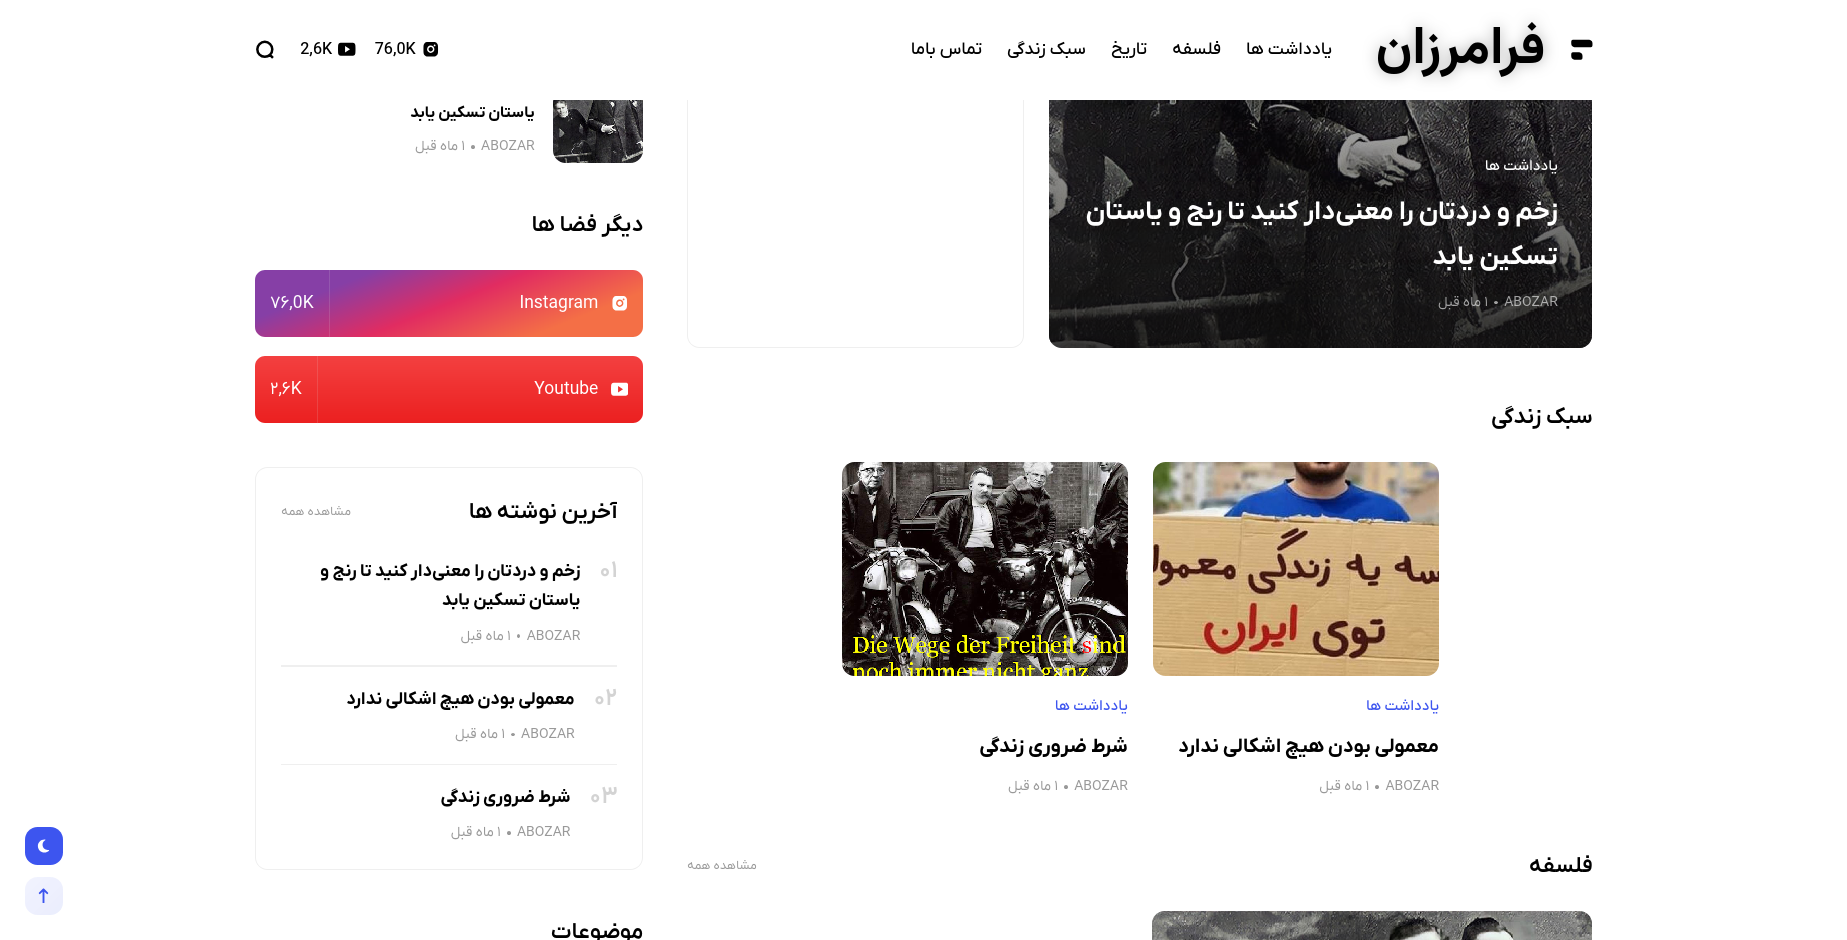 فرامرزان
یادداشت ها
فلسفه
تاریخ
سبک زندگی
تماس باما
76,0K
2,6K
یادداشت ها
زخم و دردتان را معنی‌دار کنید تا رنج و یاستان
تسکین یابد
ABOZAR • ۱ ماه قبل
سبک زندگی
سه یه زندگی معمولی
توی ایران
یادداشت ها
معمولی بودن هیچ اشکالی ندارد
ABOZAR • ۱ ماه قبل
Die Wege der Freiheit sind
noch immer nicht ganz
یادداشت ها
شرط ضروری زندگی
ABOZAR • ۱ ماه قبل
فلسفه
مشاهده همه
یاستان تسکین یابد
ABOZAR • ۱ ماه قبل
دیگر فضا ها
Instagram
۷۶,0K
Youtube
۲,۶K
آخرین نوشته ها
مشاهده همه
۰۱
زخم و دردتان را معنی‌دار کنید تا رنج و
یاستان تسکین یابد
ABOZAR • ۱ ماه قبل
۰۲
معمولی بودن هیچ اشکالی ندارد
ABOZAR • ۱ ماه قبل
۰۳
شرط ضروری زندگی
ABOZAR • ۱ ماه قبل
موضوعات